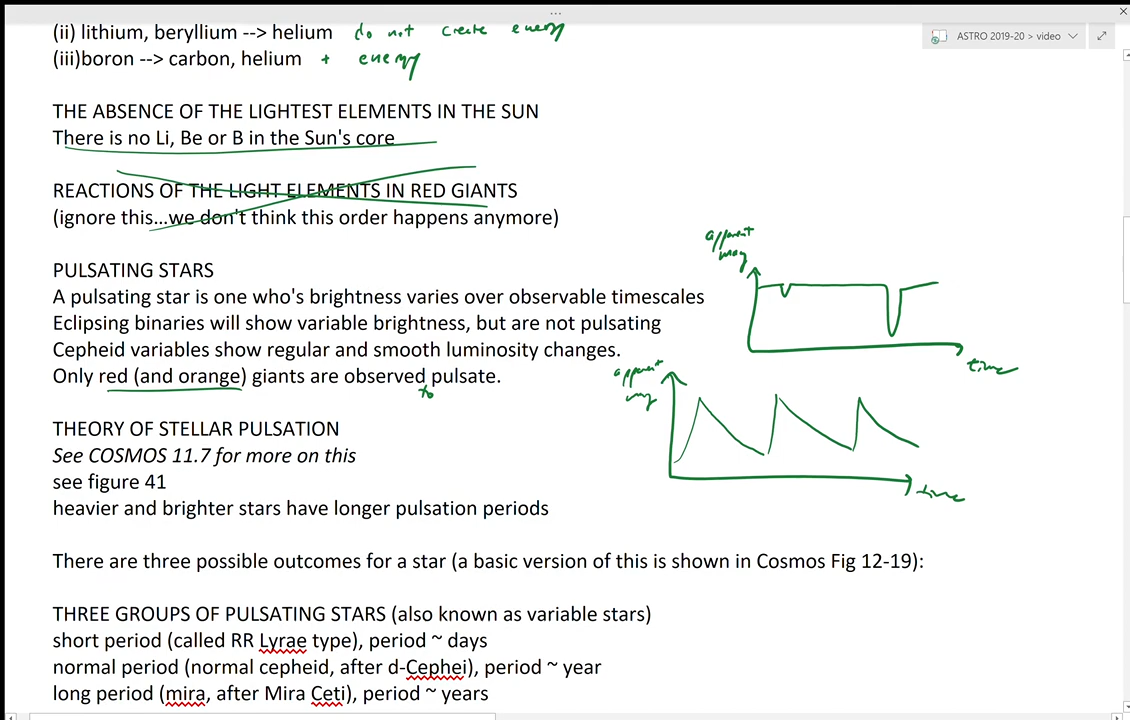 ASTRO 2019-20 > video
(ii) lithium, beryllium --> helium do not create energy
(iii)boron --> carbon, helium + energy
THE ABSENCE OF THE LIGHTEST ELEMENTS IN THE SUN
There is no Li, Be or B in the Sun's core
REACTIONS OF THE LIGHT ELEMENTS IN RED GIANTS
(ignore this...we don't think this order happens anymore)
apparent
mag
PULSATING STARS
A pulsating star is one who's brightness varies over observable timescales
Eclipsing binaries will show variable brightness, but are not pulsating
Cepheid variables show regular and smooth luminosity changes.
time
apparent
mag
Only red (and orange) giants are observed pulsate.
to
THEORY OF STELLAR PULSATION
See COSMOS 11.7 for more on this
see figure 41
time
heavier and brighter stars have longer pulsation periods
There are three possible outcomes for a star (a basic version of this is shown in Cosmos Fig 12-19):
THREE GROUPS OF PULSATING STARS (also known as variable stars)
short period (called RR Lyrae type), period ~ days
normal period (normal cepheid, after d-Cephei), period ~ year
long period (mira, after Mira Ceti), period ~ years